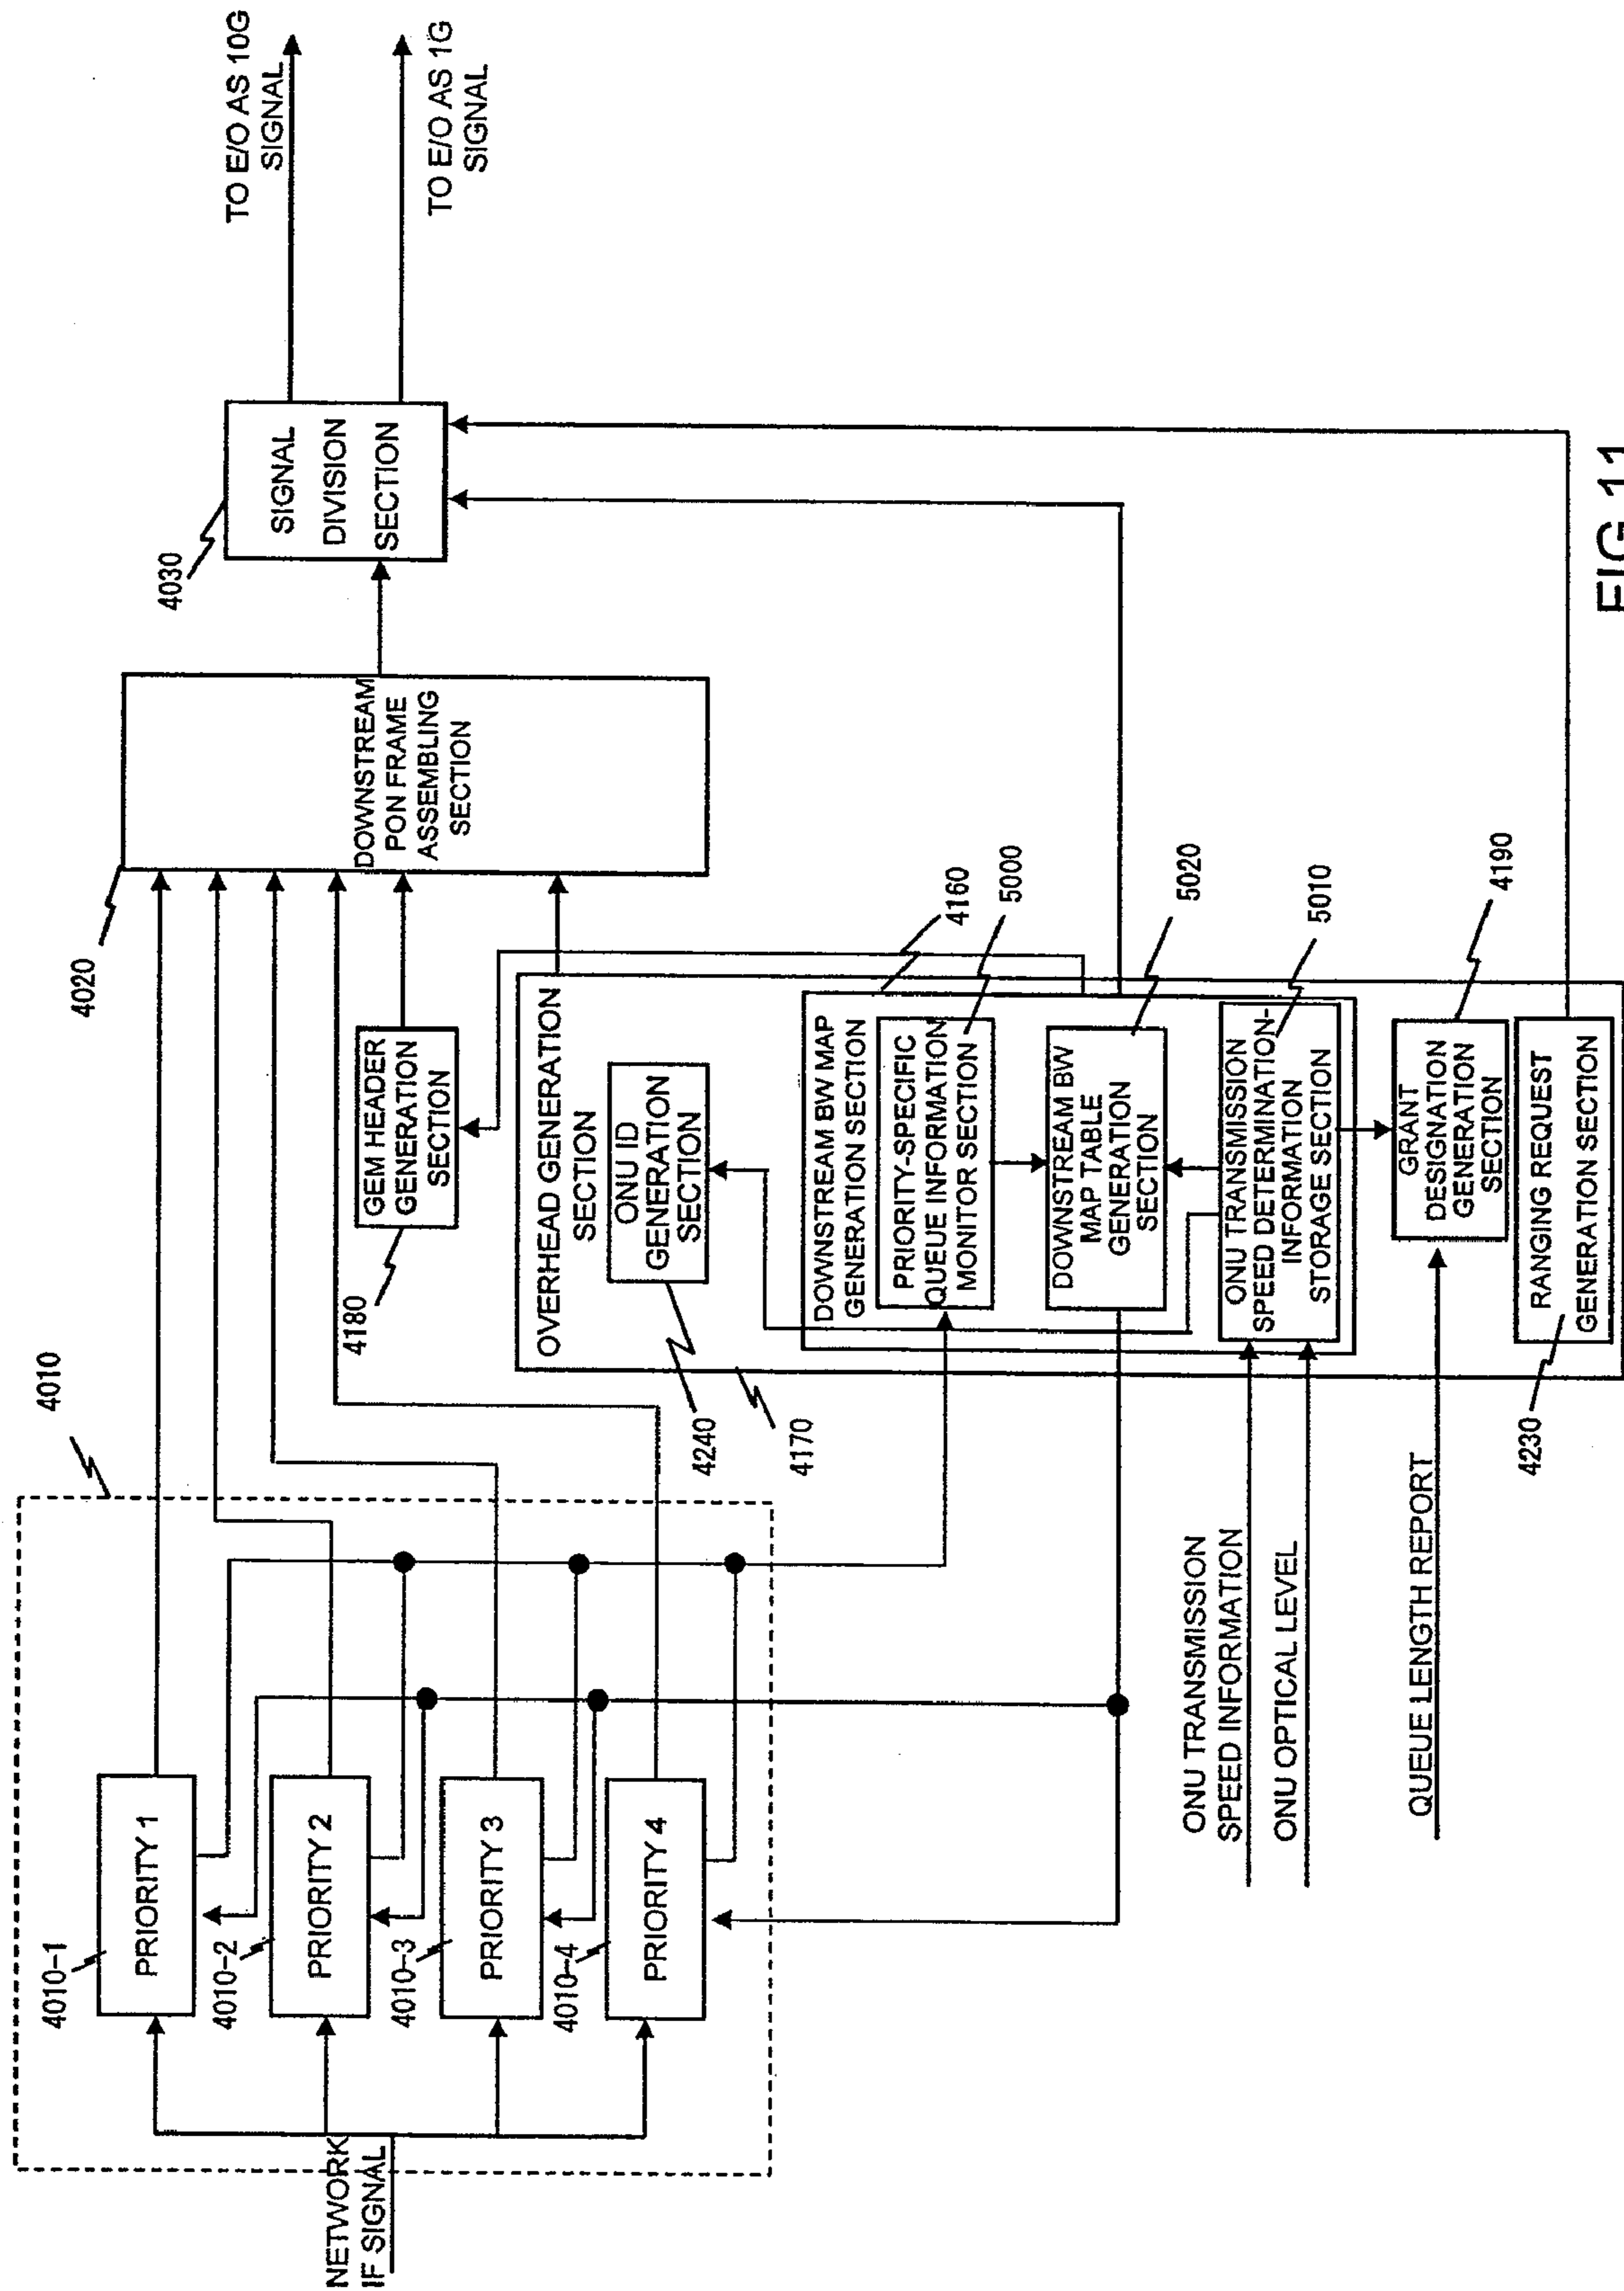 4010
4010-1
PRIORITY 1
4010-2
PRIORITY 2
4010-3
PRIORITY 3
4010-4
PRIORITY 4
NETWORK
IF SIGNAL
4020
DOWNSTREAM
PON FRAME
ASSEMBLING
SECTION
4030
SIGNAL
DIVISION
SECTION
TO E/O AS 10G
SIGNAL
TO E/O AS 1G
SIGNAL
4180
GEM HEADER
GENERATION
SECTION
4170
OVERHEAD GENERATION
SECTION
4240
ONU ID
GENERATION
SECTION
4160
DOWNSTREAM BW MAP
GENERATION SECTION
5000
PRIORITY-SPECIFIC
QUEUE INFORMATION
MONITOR SECTION
5020
DOWNSTREAM BW
MAP TABLE
GENERATION
SECTION
5010
ONU TRANSMISSION
SPEED DETERMINATION-
INFORMATION
STORAGE SECTION
4190
GRANT
DESIGNATION
GENERATION
SECTION
4230
RANGING REQUEST
GENERATION SECTION
ONU TRANSMISSION
SPEED INFORMATION
ONU OPTICAL LEVEL
QUEUE LENGTH REPORT
FIG.11